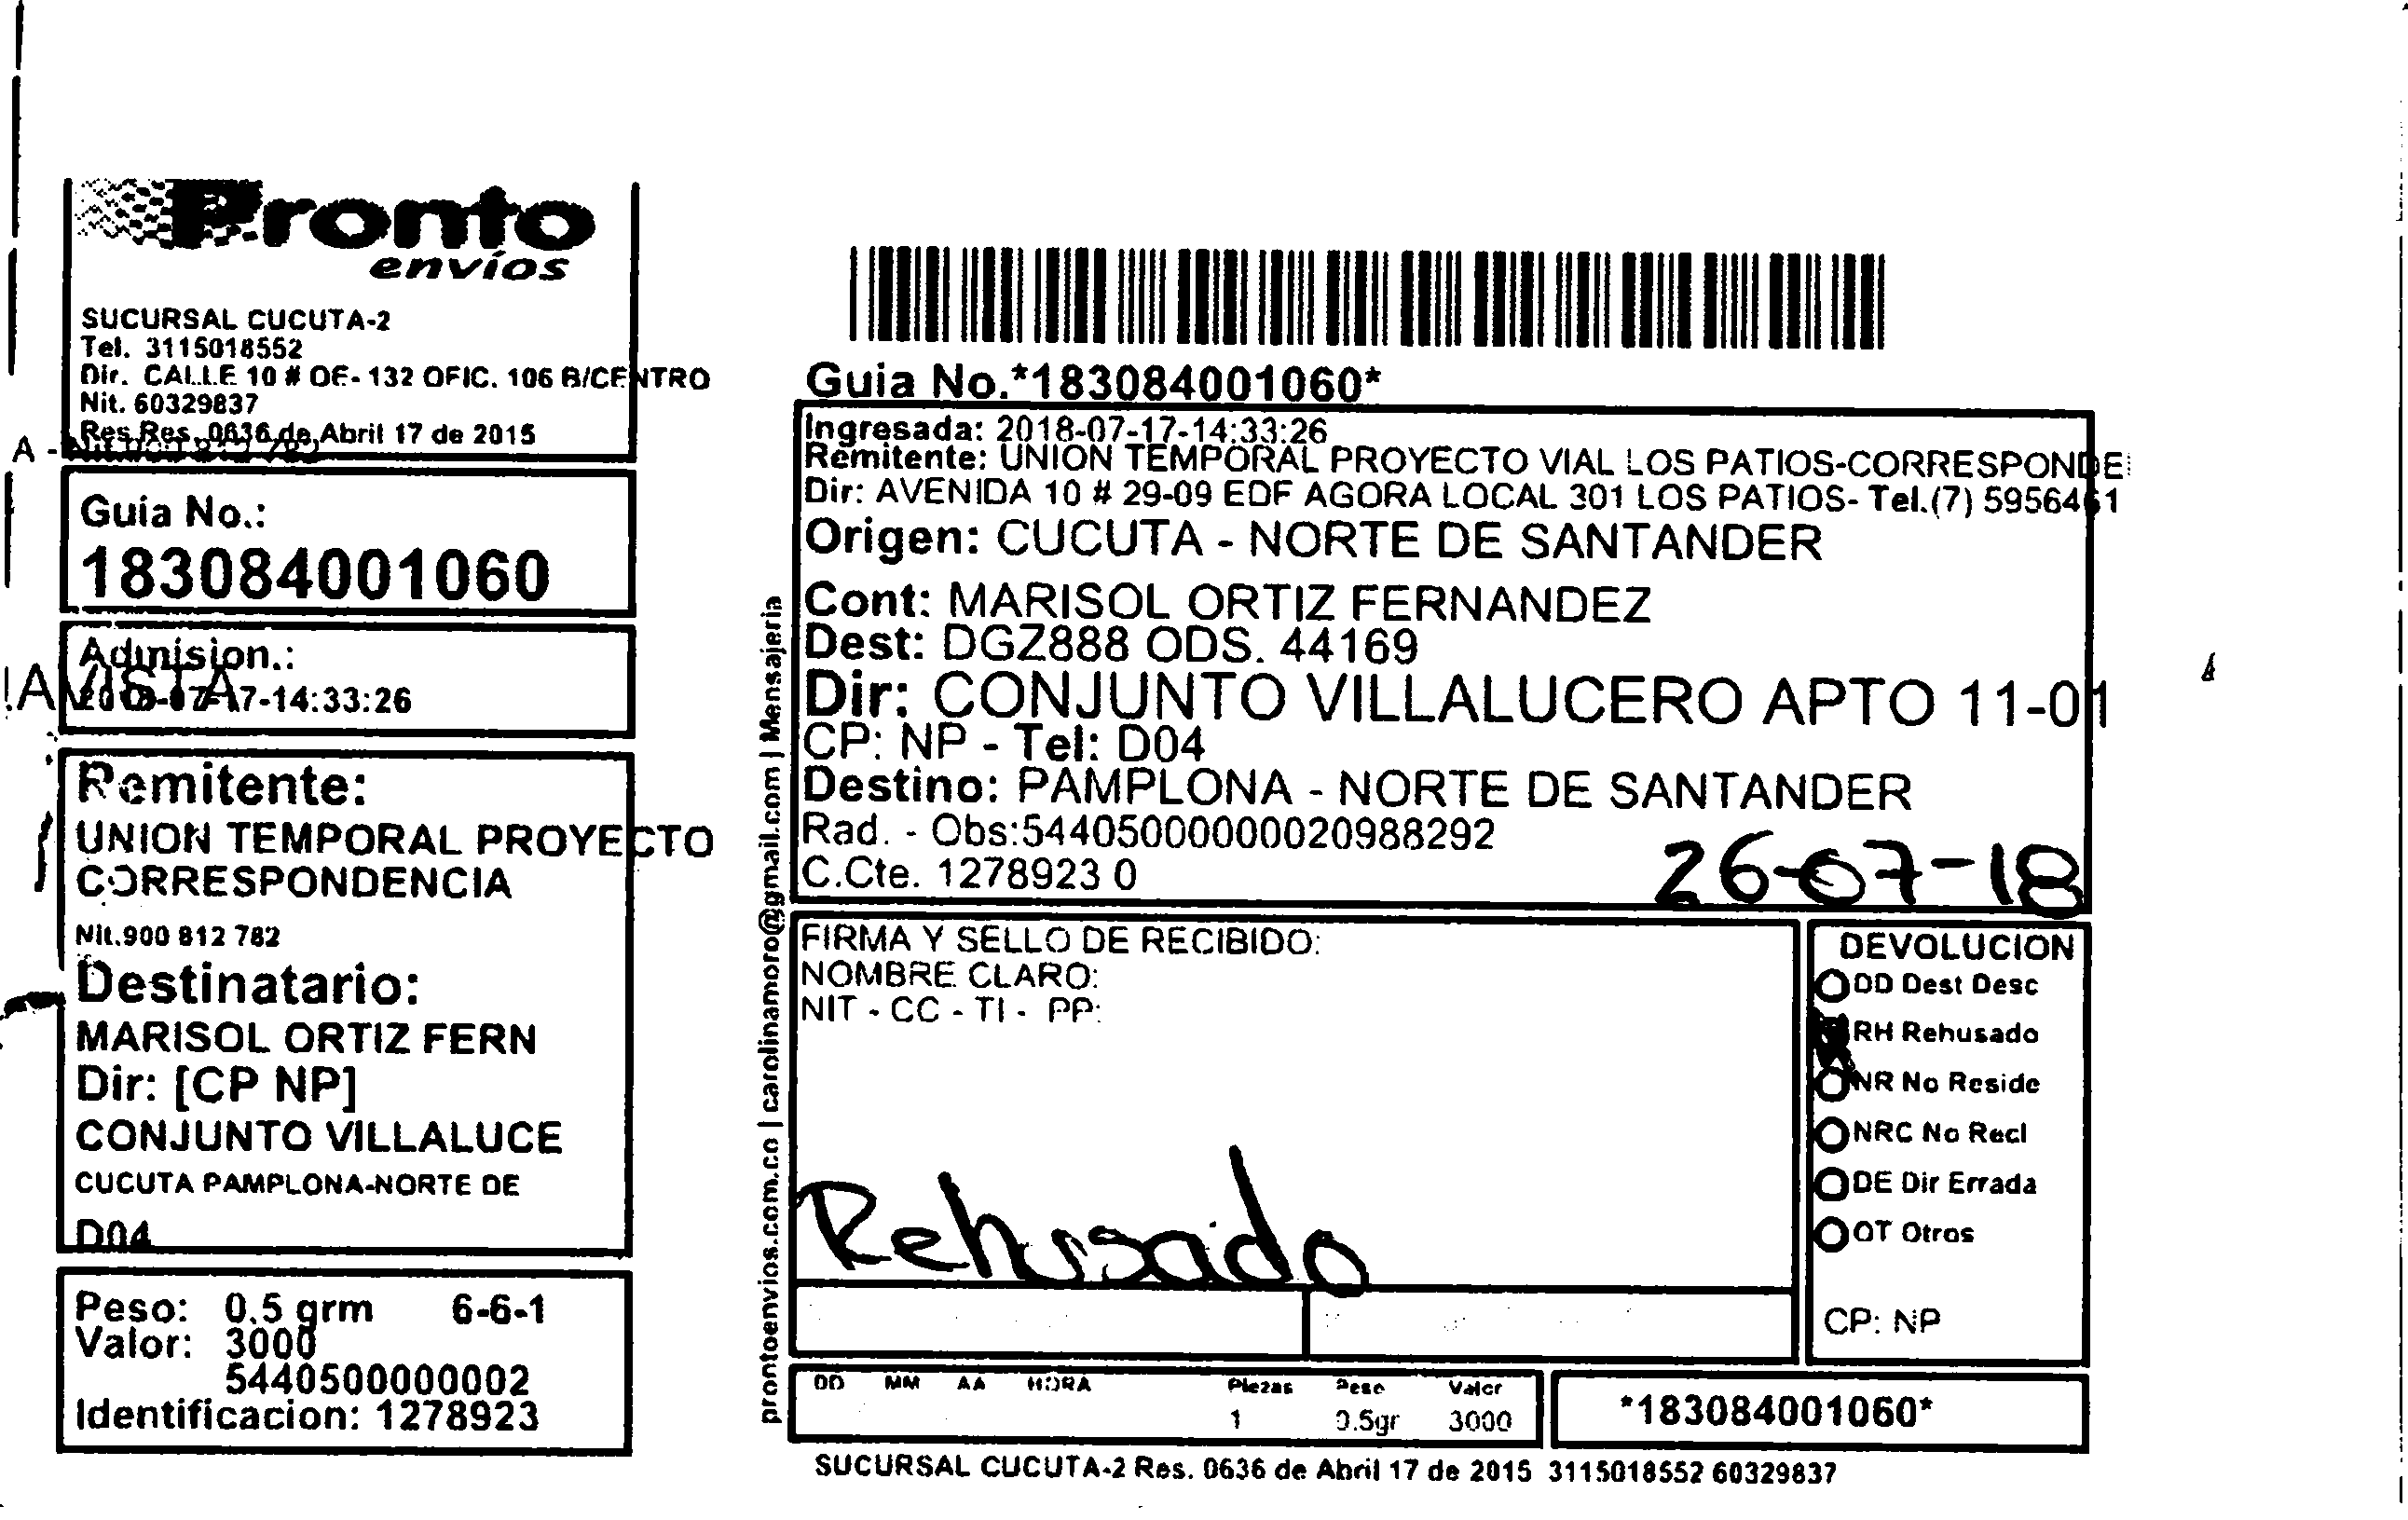 Pronto
envíos
SUCURSAL CUCUTA-2
Tel. 3115018552
Dir. CALLE 10 # OE- 132 OFIC. 106 B/CENTRO
Nit. 60329837
Res Res. 0636 de Abril 17 de 2015
Guia No.:
183084001060
Admision.:
2018-07-17-14:33:26
Remitente:
UNION TEMPORAL PROYECTO
CORRESPONDENCIA
Nit.900 812 782
Destinatario:
MARISOL ORTIZ FERN
Dir: [CP NP]
CONJUNTO VILLALUCE
CUCUTA PAMPLONA-NORTE DE
D04
Peso: 0.5 grm 6-6-1
Valor: 3000
5440500000002
Identificacion: 1278923
prontoenvios.com.co | carolinamoro@gmail.com | Mensajeria
Guia No.*183084001060*
Ingresada: 2018-07-17-14:33:26
Remitente: UNION TEMPORAL PROYECTO VIAL LOS PATIOS-CORRESPONDE
Dir: AVENIDA 10 # 29-09 EDF AGORA LOCAL 301 LOS PATIOS- Tel.(7) 5956461
Origen: CUCUTA - NORTE DE SANTANDER
Cont: MARISOL ORTIZ FERNANDEZ
Dest: DGZ888 ODS. 44169
Dir: CONJUNTO VILLALUCERO APTO 11-01
CP: NP - Tel: D04
Destino: PAMPLONA - NORTE DE SANTANDER
Rad. - Obs:544050000000020988292
C.Cte. 1278923 0
26-07-18
FIRMA Y SELLO DE RECIBIDO:
NOMBRE CLARO:
NIT - CC - TI - PP:
Rehusado
DEVOLUCION
DD Dest Desc
RH Rehusado
NR No Reside
NRC No Recl
DE Dir Errada
OT Otros
CP: NP
DD MM AA HORA Piezas Peso Valor
1 0.5gr 3000
*183084001060*
SUCURSAL CUCUTA-2 Res. 0636 de Abril 17 de 2015 3115018552 60329837